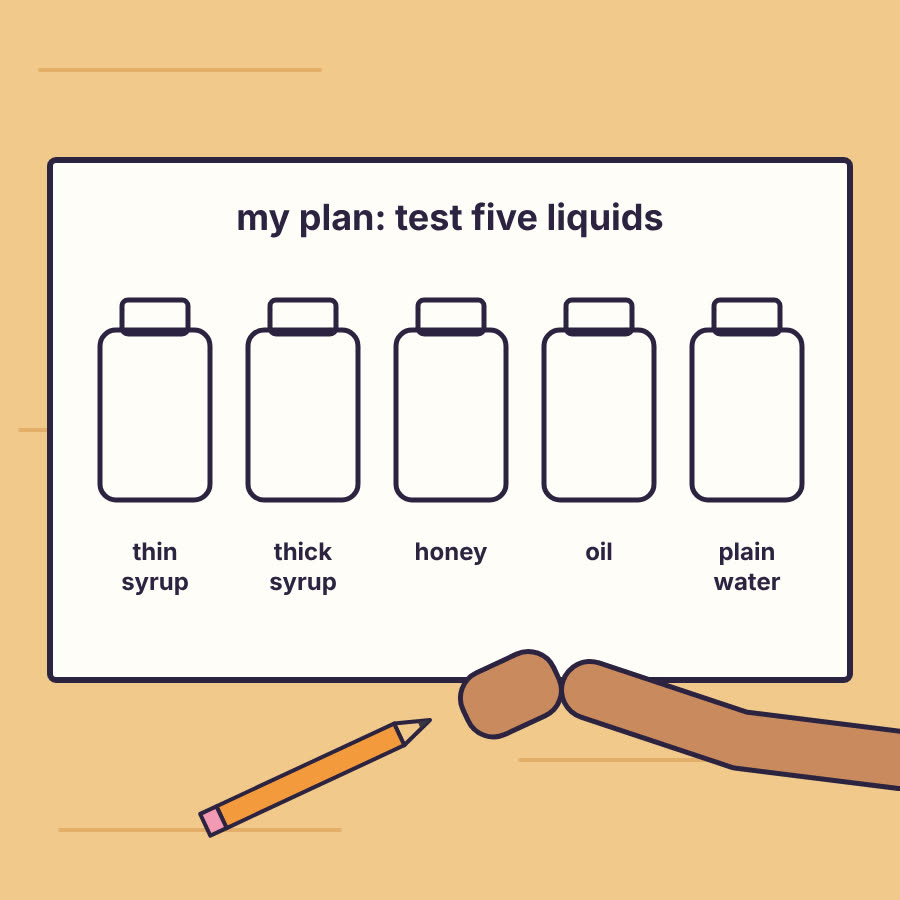 my plan: test five liquids
thin
syrup
thick
syrup
honey
oil
plain
water